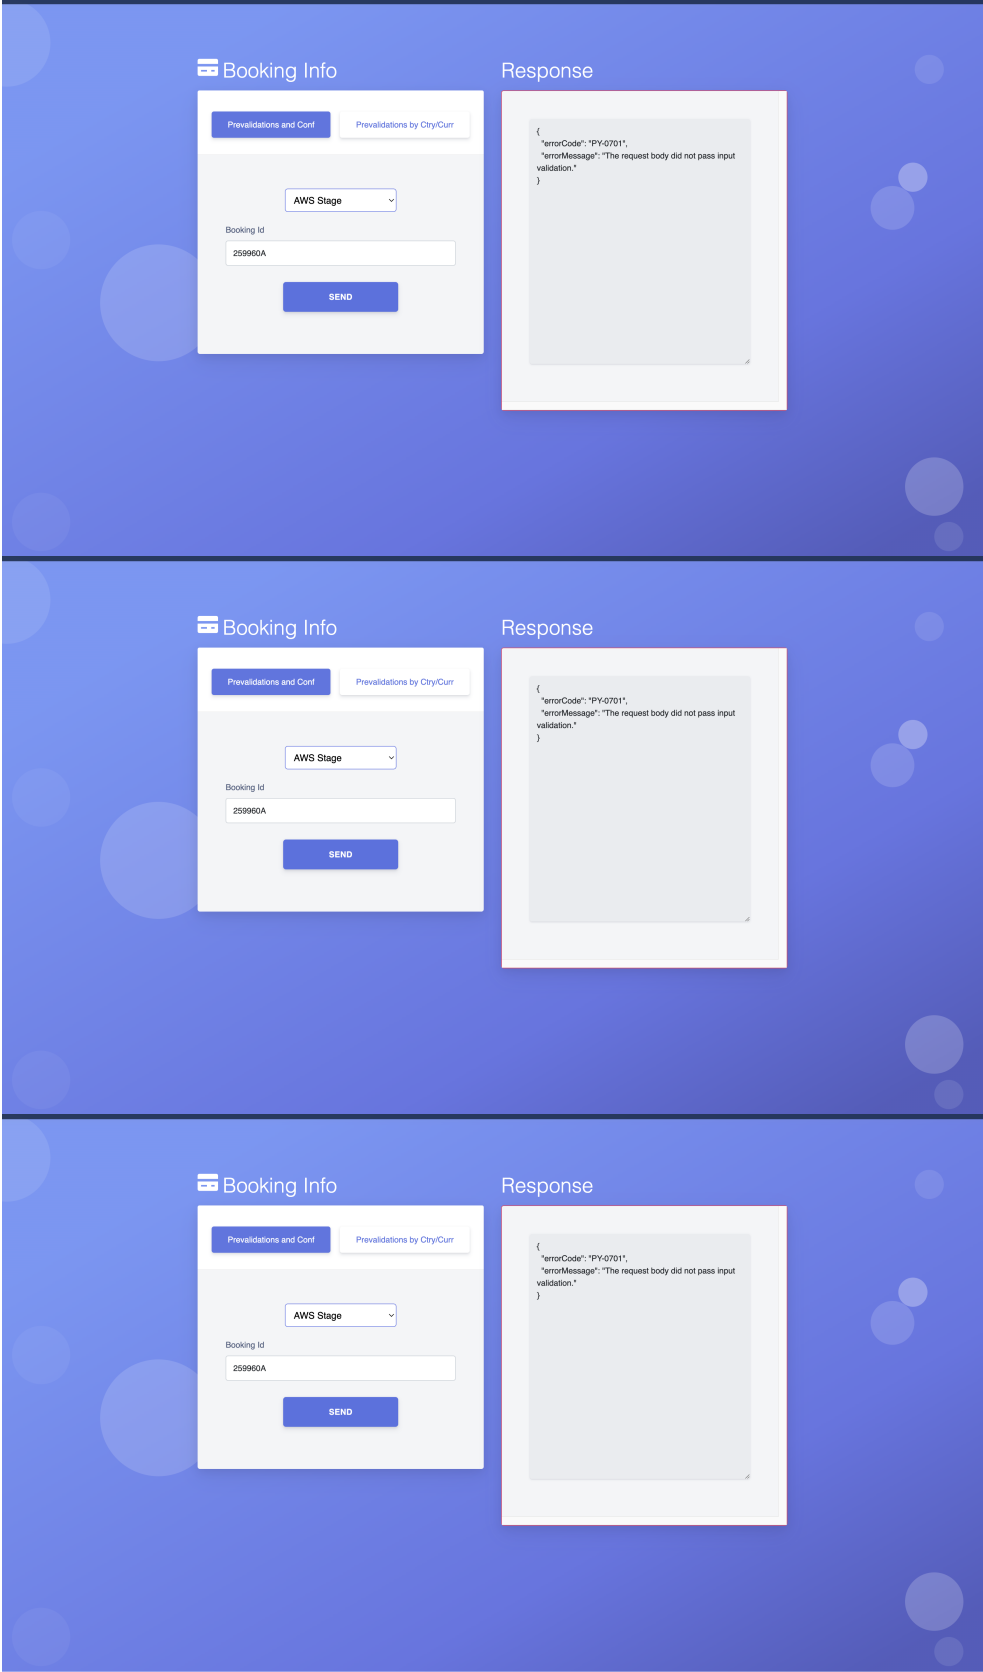 Booking Info
Prevalidations and Conf
Prevalidations by Ctry/Curr
AWS Stage
Booking Id
259960A
SEND
Response
{
"errorCode": "PY-0701",
"errorMessage": "The request body did not pass input
validation."
}
Booking Info
Prevalidations and Conf
Prevalidations by Ctry/Curr
AWS Stage
Booking Id
259960A
SEND
Response
{
"errorCode": "PY-0701",
"errorMessage": "The request body did not pass input
validation."
}
Booking Info
Prevalidations and Conf
Prevalidations by Ctry/Curr
AWS Stage
Booking Id
259960A
SEND
Response
{
"errorCode": "PY-0701",
"errorMessage": "The request body did not pass input
validation."
}